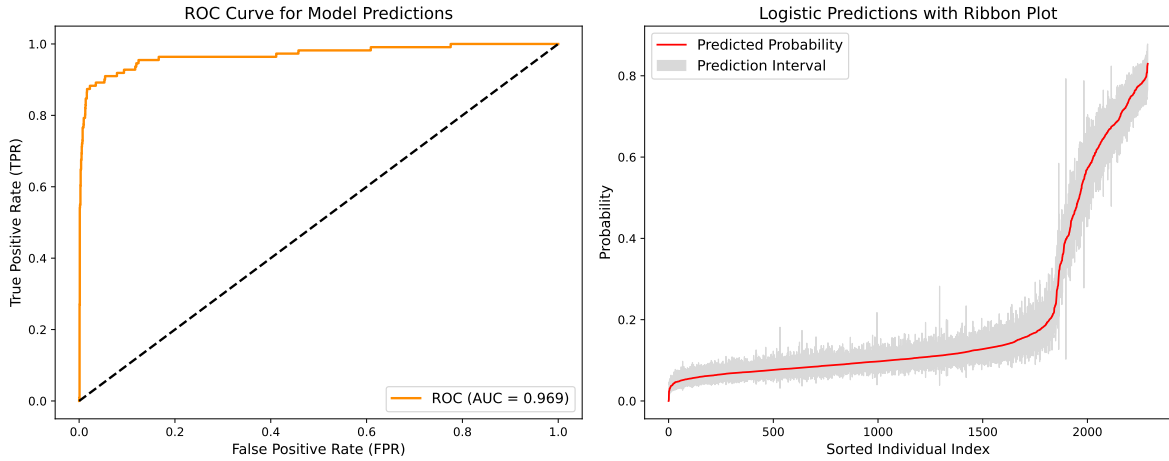 ROC Curve for Model Predictions
1.0
0.8
0.6
0.4
0.2
0.0
True Positive Rate (TPR)
ROC (AUC = 0.969)
0.0 0.2 0.4 0.6 0.8 1.0
False Positive Rate (FPR)
Logistic Predictions with Ribbon Plot
Predicted Probability
Prediction Interval
0.8
0.6
0.4
0.2
0.0
Probability
0 500 1000 1500 2000
Sorted Individual Index